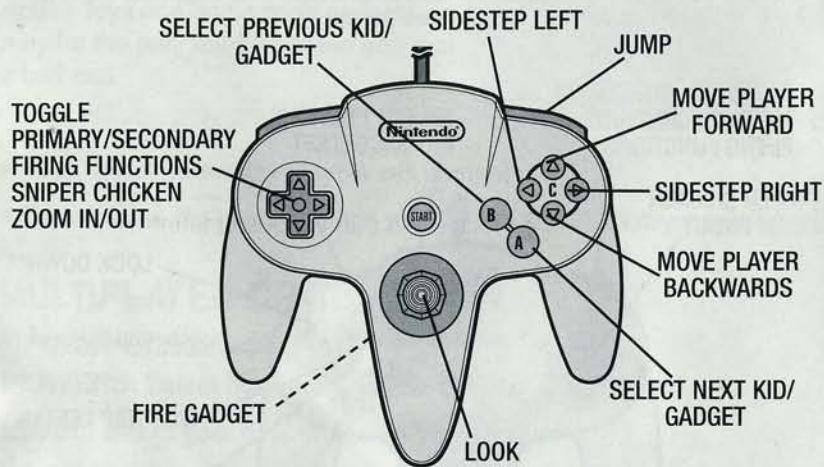 SELECT PREVIOUS KID/
GADGET
SIDESTEP LEFT
JUMP
TOGGLE
PRIMARY/SECONDARY
FIRING FUNCTIONS
SNIPER CHICKEN
ZOOM IN/OUT
MOVE PLAYER
FORWARD
Nintendo
START
B
A
C
SIDESTEP RIGHT
MOVE PLAYER
BACKWARDS
SELECT NEXT KID/
GADGET
FIRE GADGET
LOOK